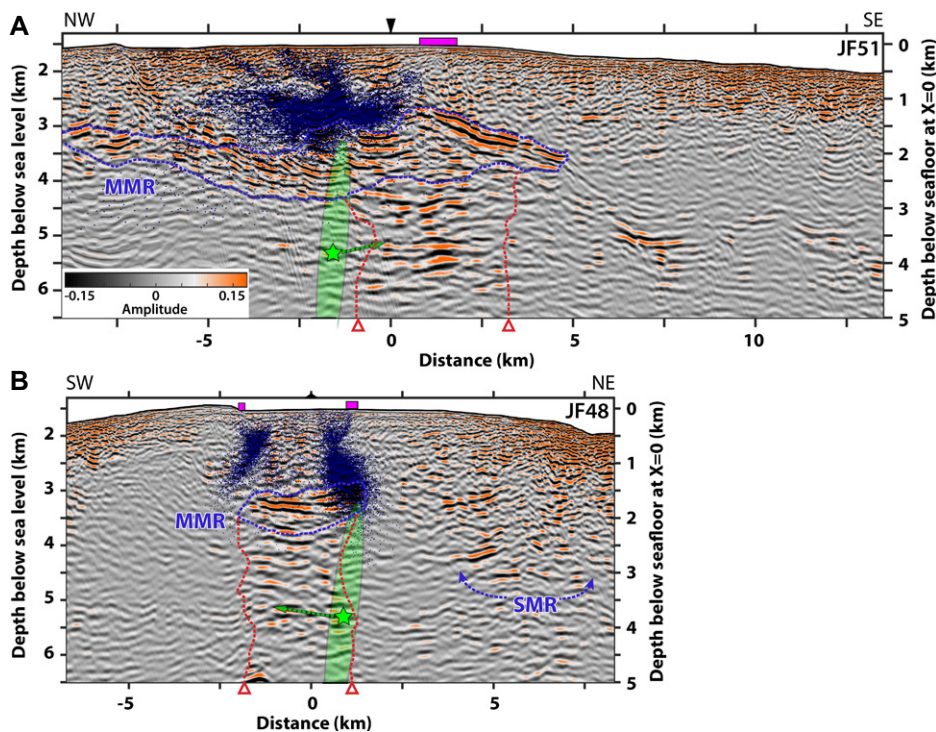 A
NW
SE
JF51
Depth below sea level (km)
2
3
4
5
6
0
1
2
3
4
5
Depth below seafloor at X=0 (km)
MMR
-0.15 0 0.15
Amplitude
-5 0 5 10
Distance (km)
B
SW
NE
JF48
Depth below sea level (km)
2
3
4
5
6
0
1
2
3
4
5
Depth below seafloor at X=0 (km)
MMR
SMR
-5 0 5
Distance (km)